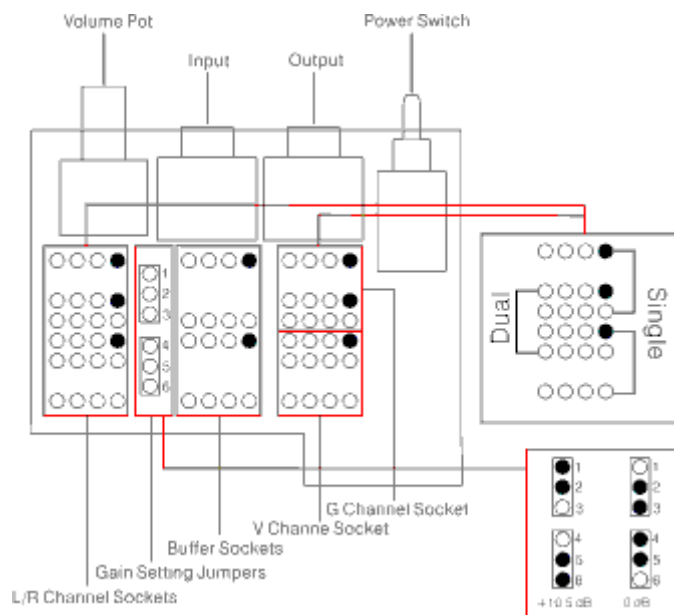 Volume Pot
Input
Output
Power Switch
1
2
3
4
5
6
Dual
Single
G Channel Socket
V Channe Socket
Buffer Sockets
Gain Setting Jumpers
L/R Channel Sockets
1
2
3
4
5
6
+10.5 dB
1
2
3
4
5
6
0 dB